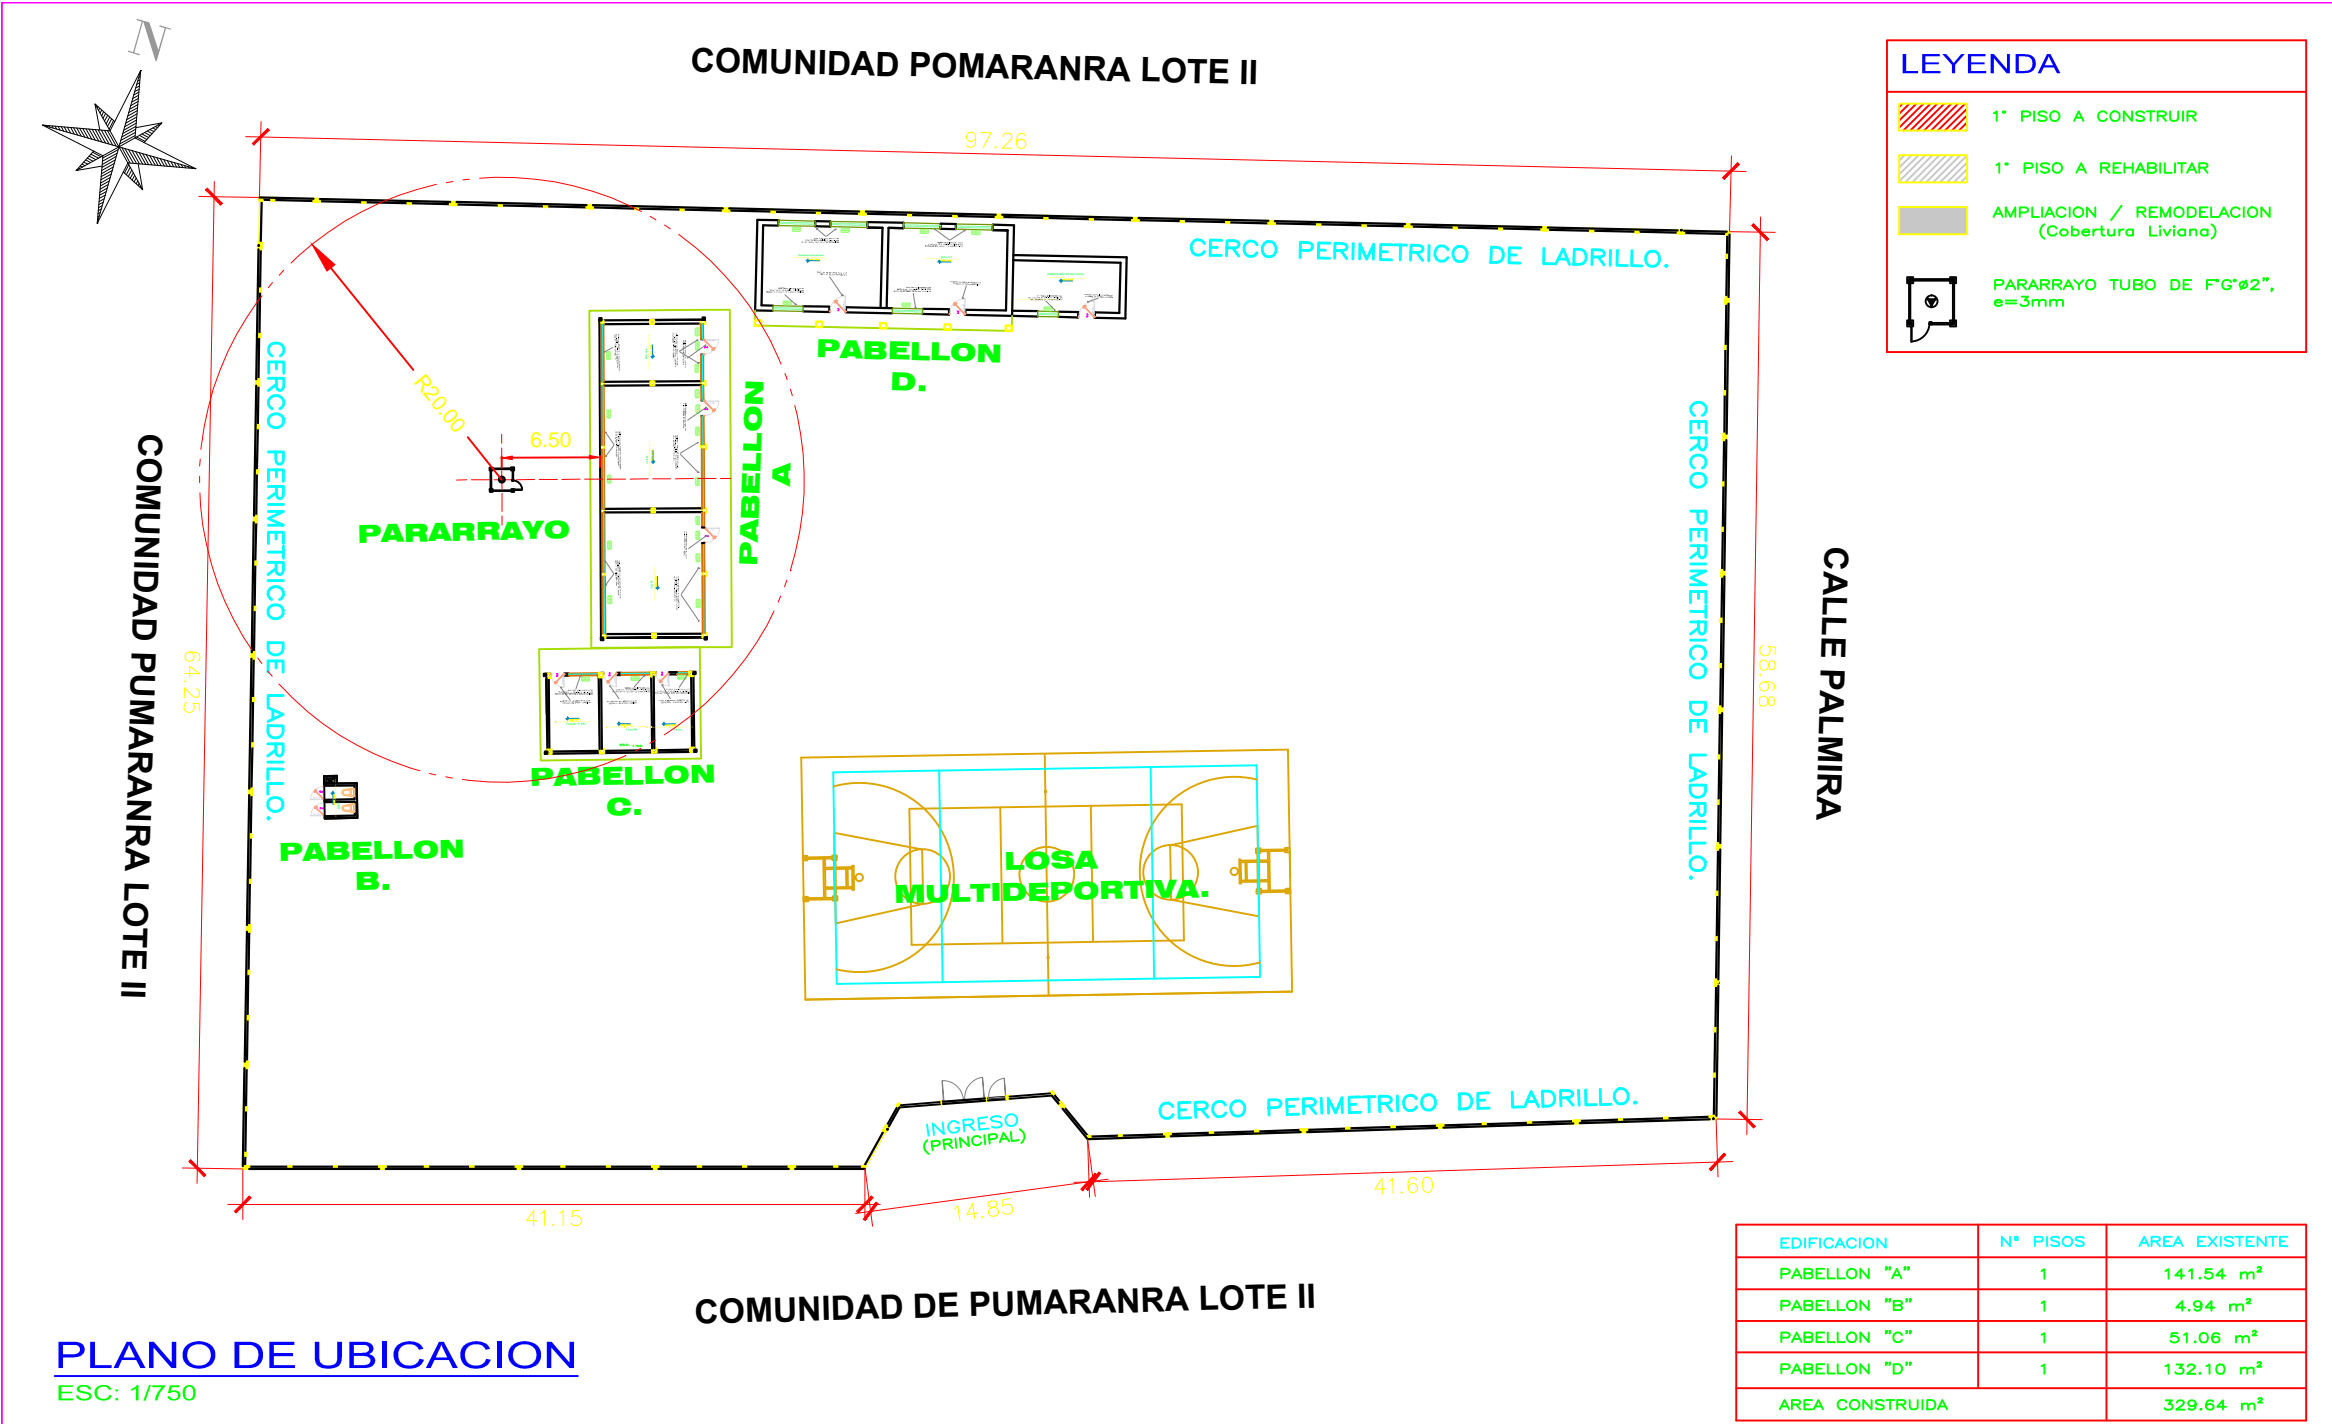 N
COMUNIDAD POMARANRA LOTE II
97.26
LEYENDA
1° PISO A CONSTRUIR
1° PISO A REHABILITAR
AMPLIACION / REMODELACION
(Cobertura Liviana)
PARARRAYO TUBO DE F°G°ø2",
e=3mm
CERCO PERIMETRICO DE LADRILLO.
PABELLON
D.
CERCO PERIMETRICO DE LADRILLO.
R20.00
6.50
PABELLON
A
PARARRAYO
COMUNIDAD PUMARANRA LOTE II
64.25
CERCO PERIMETRICO DE LADRILLO.
58.68
CALLE PALMIRA
PABELLON
C.
PABELLON
B.
LOSA
MULTIDEPORTIVA.
INGRESO
(PRINCIPAL)
CERCO PERIMETRICO DE LADRILLO.
41.15
14.85
41.60
COMUNIDAD DE PUMARANRA LOTE II
PLANO DE UBICACION
ESC: 1/750
EDIFICACION N° PISOS AREA EXISTENTE
PABELLON "A" 1 141.54 m²
PABELLON "B" 1 4.94 m²
PABELLON "C" 1 51.06 m²
PABELLON "D" 1 132.10 m²
AREA CONSTRUIDA 329.64 m²